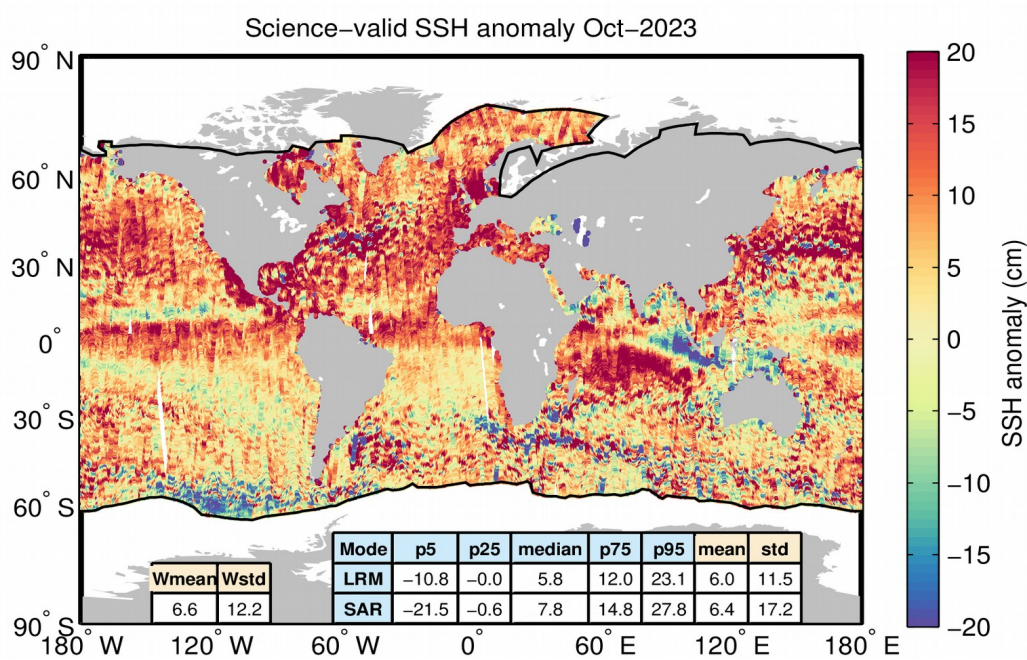 Science−valid SSH anomaly Oct−2023
90° N
60° N
30° N
0°
30° S
60° S
90° S
180° W
120° W
60° W
0°
60° E
120° E
180° E
Mode p5 p25 median p75 p95 mean std
LRM −10.8 −0.0 5.8 12.0 23.1 6.0 11.5
SAR −21.5 −0.6 7.8 14.8 27.8 6.4 17.2
Wmean Wstd
6.6 12.2
20
15
10
5
0
−5
−10
−15
−20
SSH anomaly (cm)